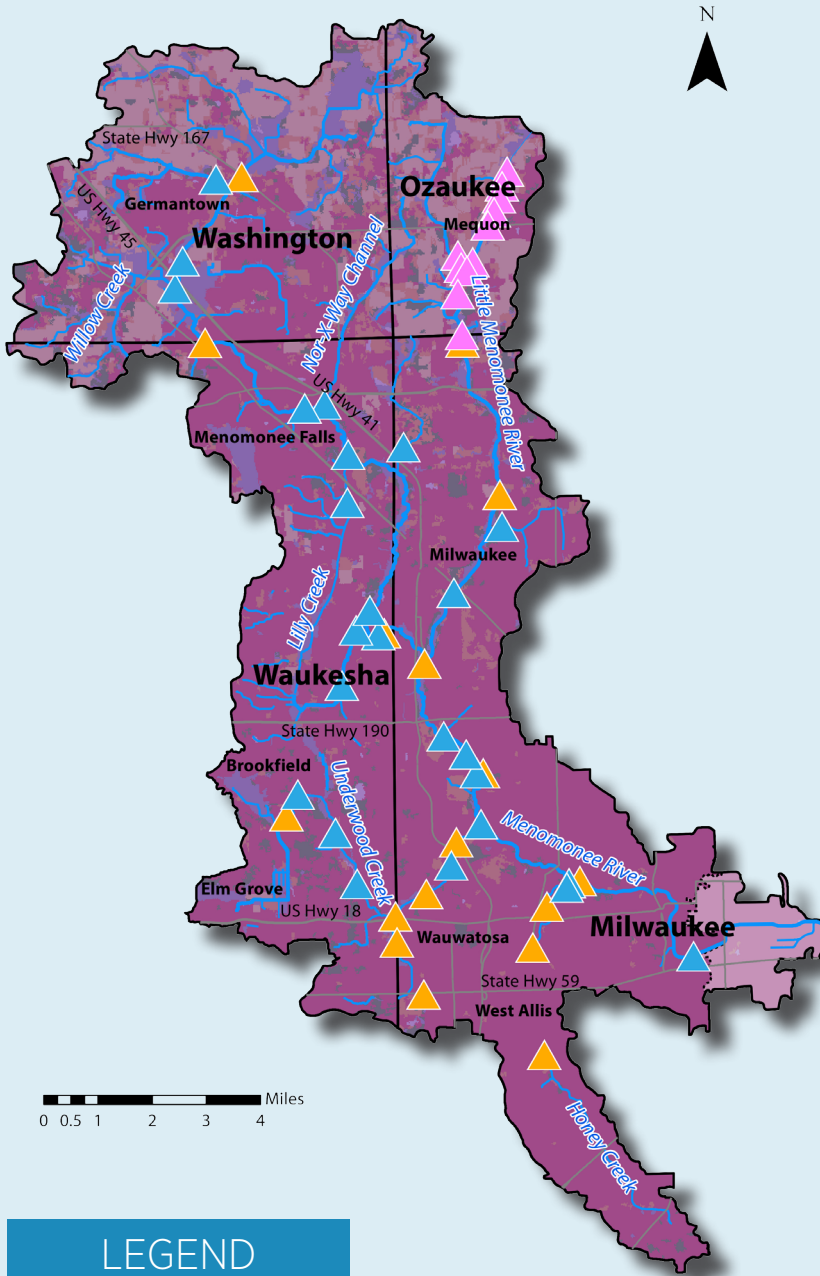 N
State Hwy 167
Ozaukee
US Hwy 45
Germantown
Mequon
Washington
Nor-X-Way Channel
Willow Creek
Little Menomonee River
US Hwy 41
Menomonee Falls
Milwaukee
Lilly Creek
Waukesha
State Hwy 190
Brookfield
Underwood Creek
Menomonee River
Elm Grove
US Hwy 18
Milwaukee
Wauwatosa
State Hwy 59
West Allis
Miles
0 0.5 1 2 3 4
Honey Creek
LEGEND